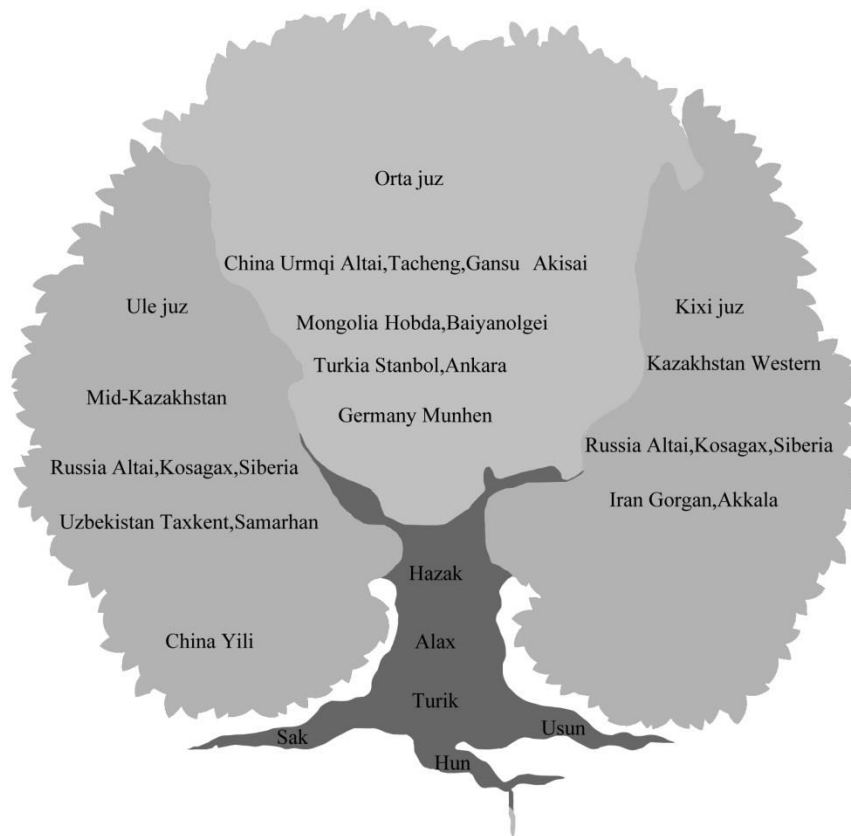 Orta juz
China Urmqi Altai,Tacheng,Gansu Akisai
Mongolia Hobda,Baiyanolgei
Turkia Stanbol,Ankara
Germany Munhen
Ule juz
Mid-Kazakhstan
Russia Altai,Kosagax,Siberia
Uzbekistan Taxkent,Samarhan
China Yili
Kixi juz
Kazakhstan Western
Russia Altai,Kosagax,Siberia
Iran Gorgan,Akkala
Hazak
Alax
Turik
Sak
Hun
Usun